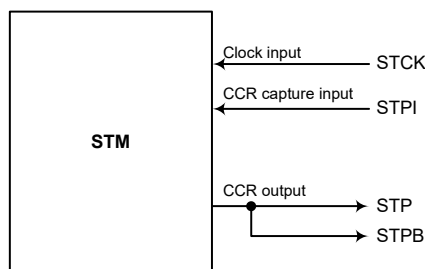 Clock input
STCK
CCR capture input
STPI
STM
CCR output
STP
STPB